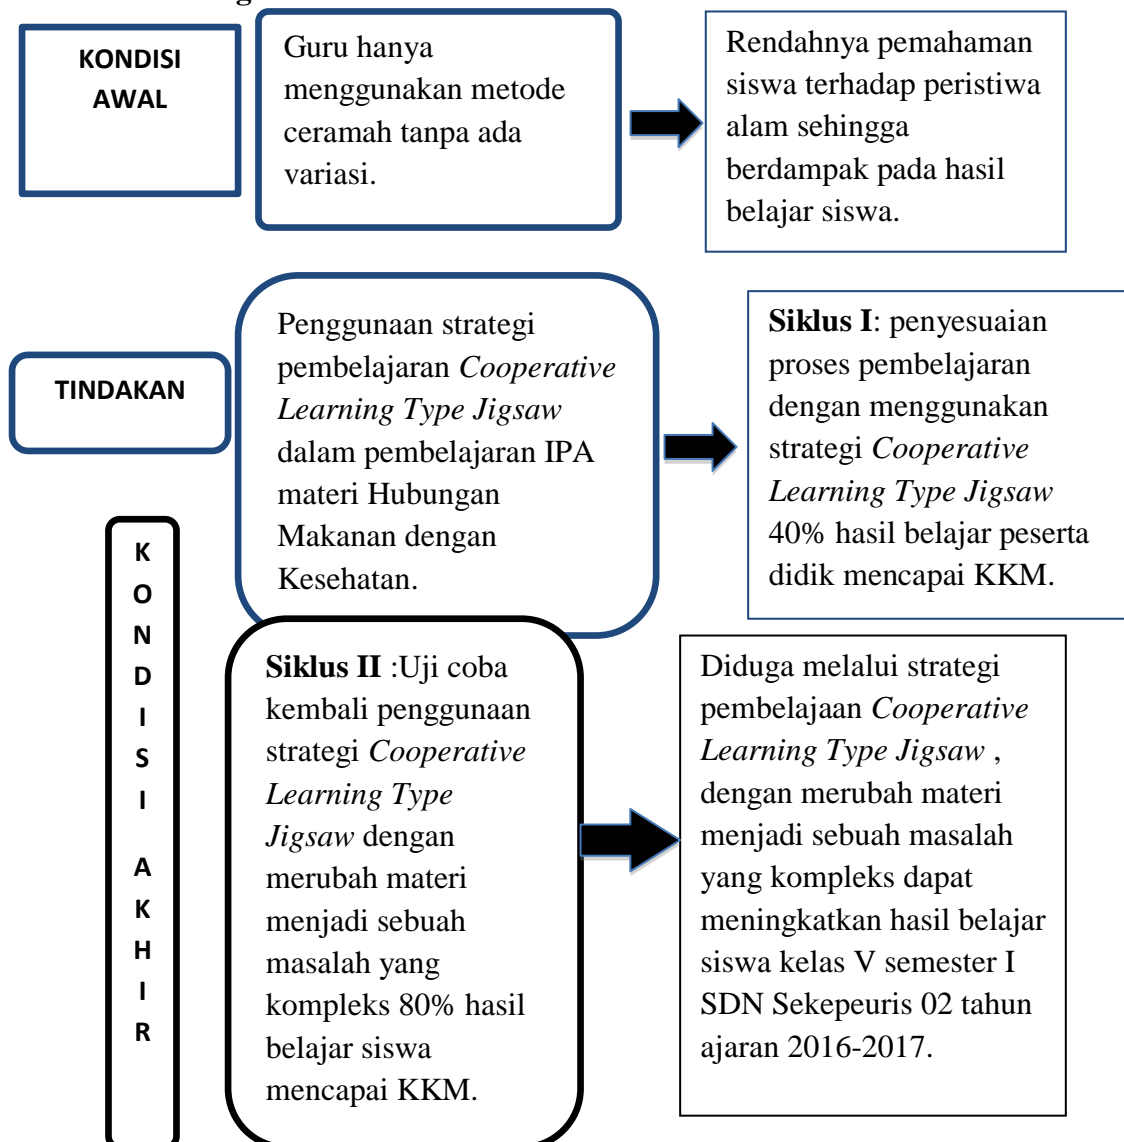 KONDISI
AWAL
Guru hanya
menggunakan metode
ceramah tanpa ada
variasi.
Rendahnya pemahaman
siswa terhadap peristiwa
alam sehingga
berdampak pada hasil
belajar siswa.
TINDAKAN
Penggunaan strategi
pembelajaran Cooperative
Learning Type Jigsaw
dalam pembelajaran IPA
materi Hubungan
Makanan dengan
Kesehatan.
Siklus I: penyesuaian
proses pembelajaran
dengan menggunakan
strategi Cooperative
Learning Type Jigsaw
40% hasil belajar peserta
didik mencapai KKM.
K
O
N
D
I
S
I
A
K
H
I
R
Siklus II :Uji coba
kembali penggunaan
strategi Cooperative
Learning Type
Jigsaw dengan
merubah materi
menjadi sebuah
masalah yang
kompleks 80% hasil
belajar siswa
mencapai KKM.
Diduga melalui strategi
pembelajaan Cooperative
Learning Type Jigsaw ,
dengan merubah materi
menjadi sebuah masalah
yang kompleks dapat
meningkatkan hasil belajar
siswa kelas V semester I
SDN Sekepeuris 02 tahun
ajaran 2016-2017.